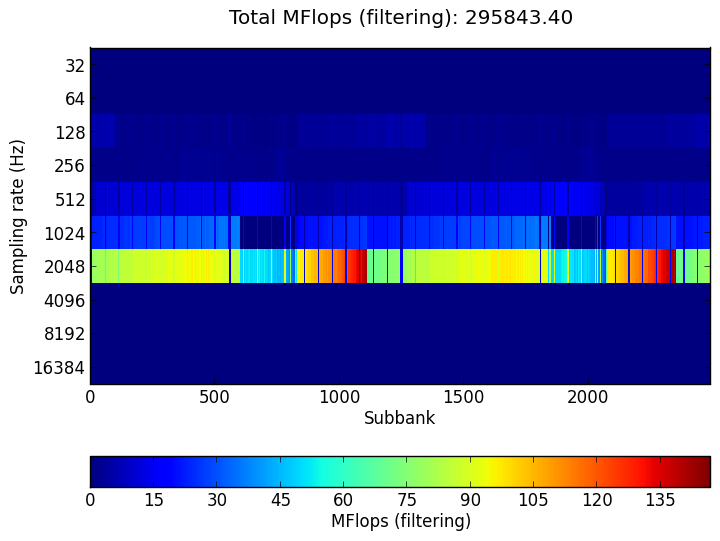 Total MFlops (filtering): 295843.40
32
64
128
256
512
1024
2048
4096
8192
16384
Sampling rate (Hz)
0 500 1000 1500 2000
Subbank
0 15 30 45 60 75 90 105 120 135
MFlops (filtering)